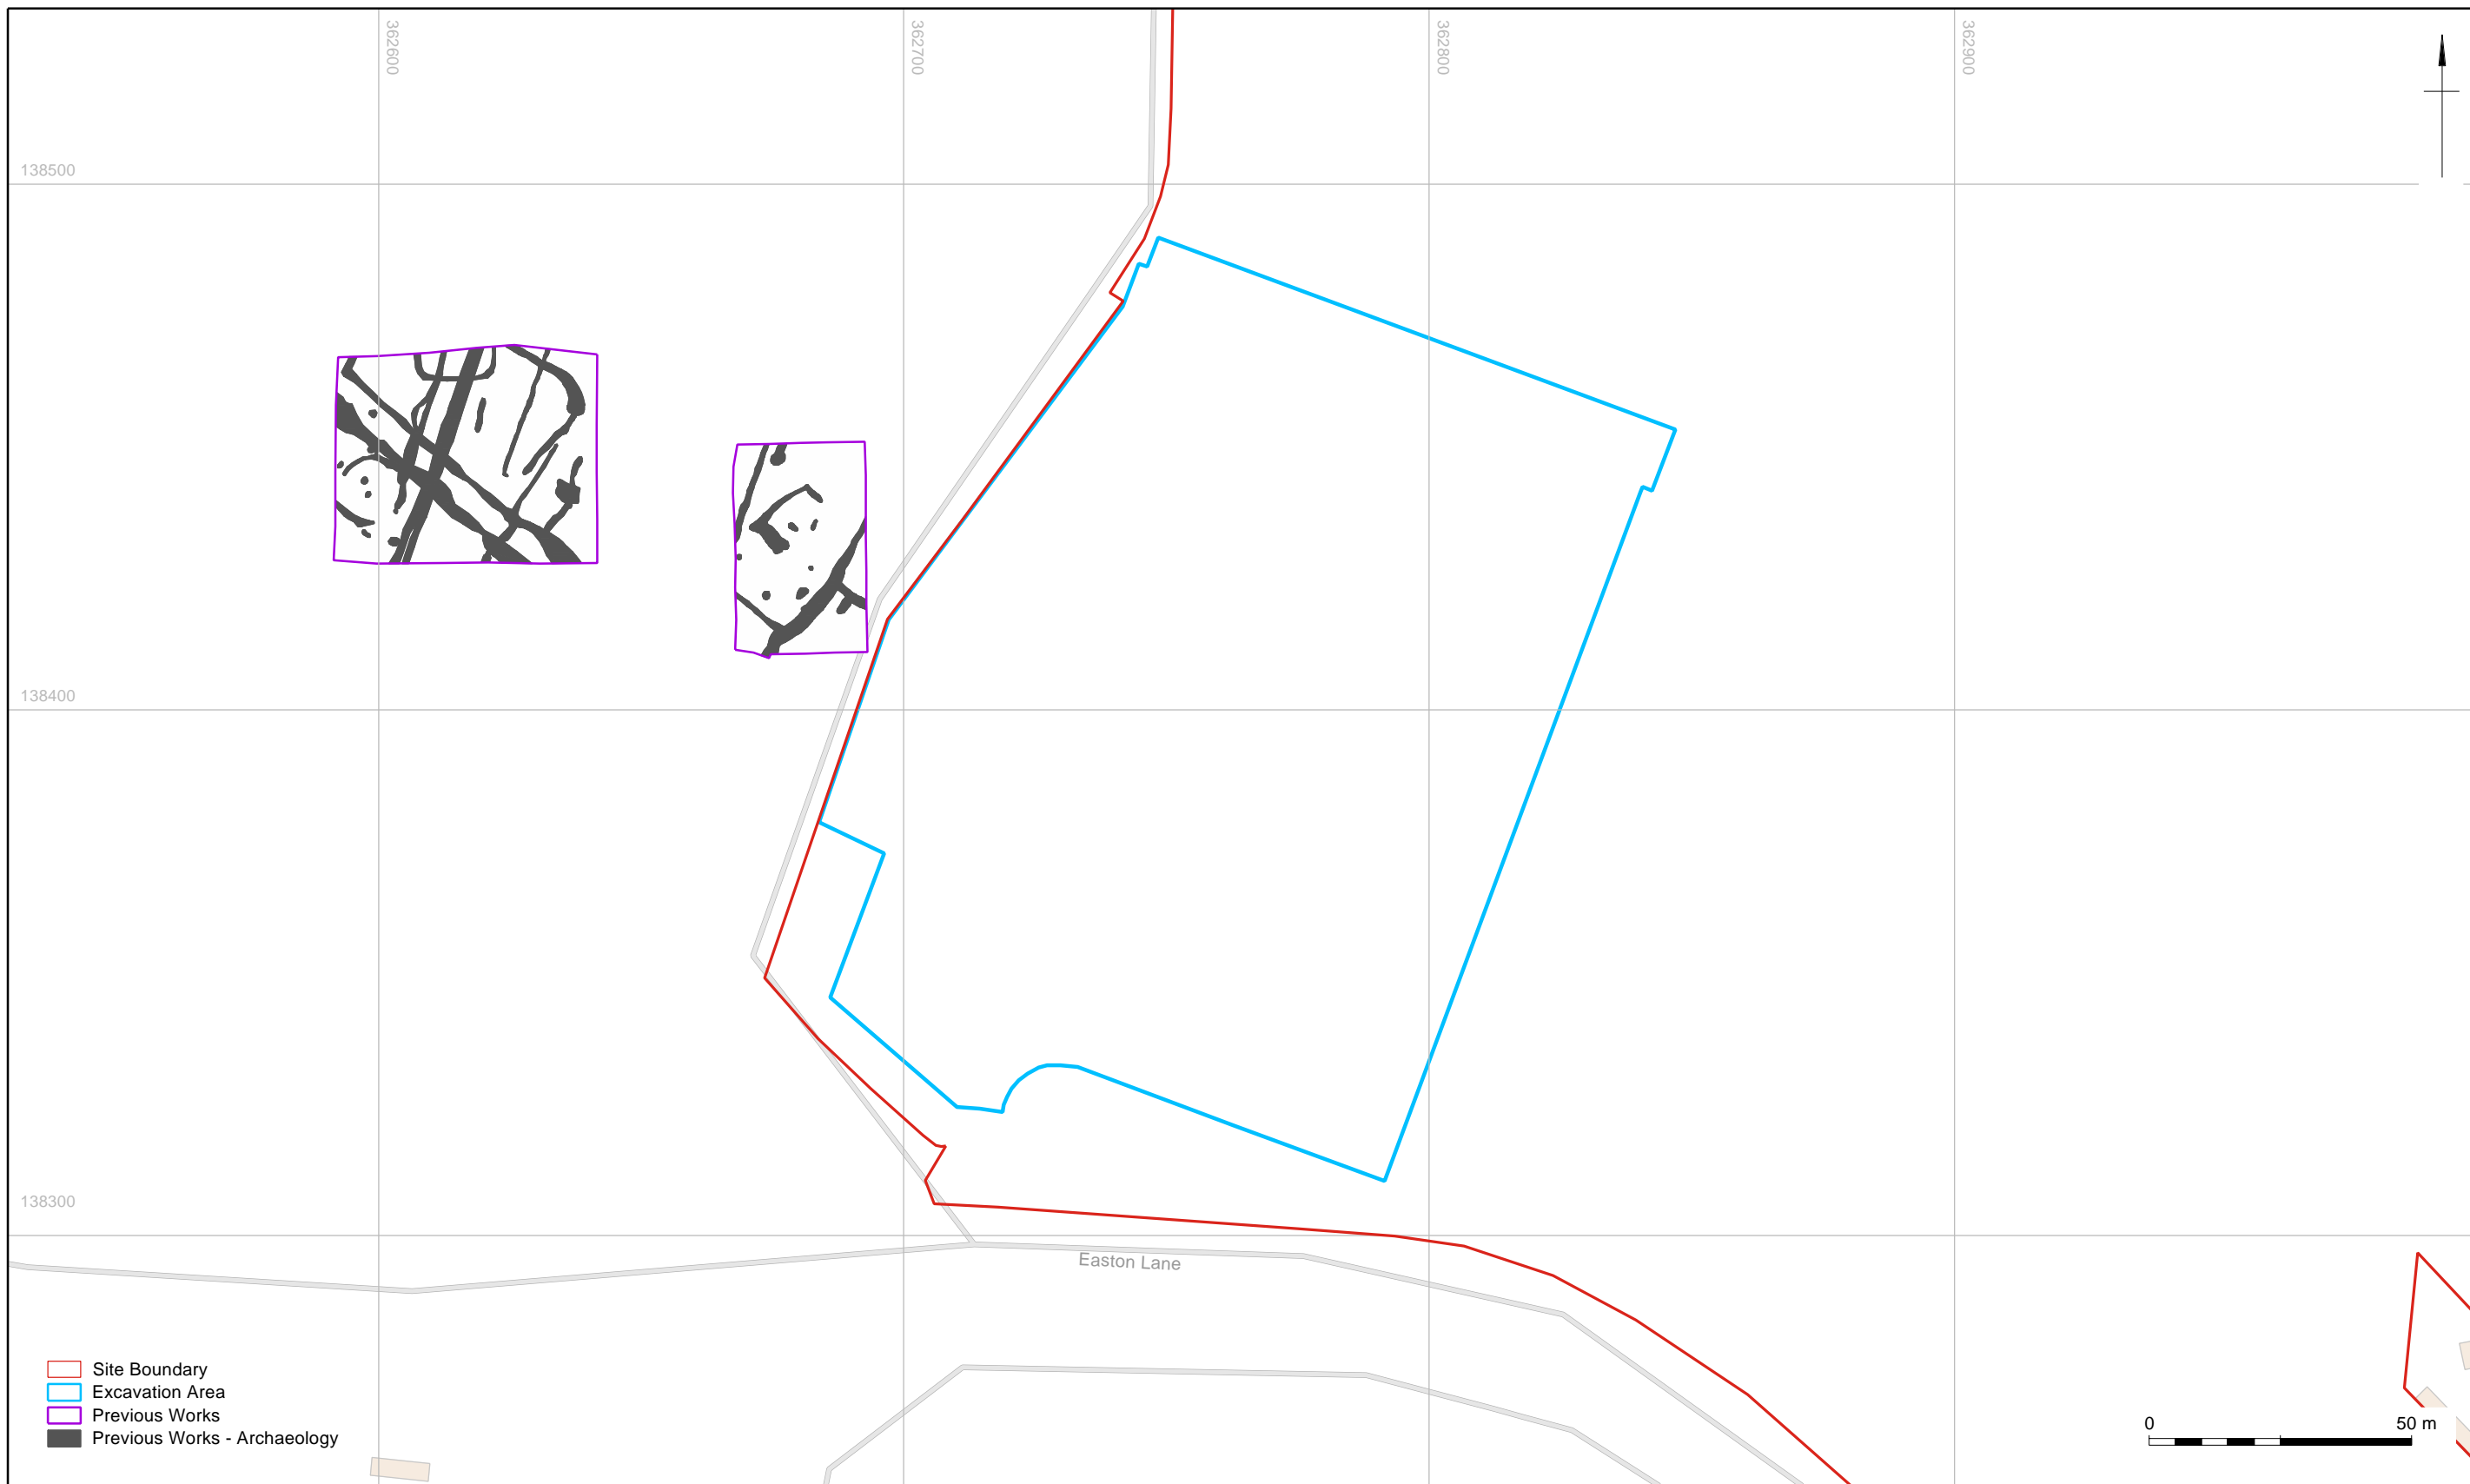 362600
362700
362800
362900
138500
138400
138300
Easton Lane
Site Boundary
Excavation Area
Previous Works
Previous Works - Archaeology
0
50 m